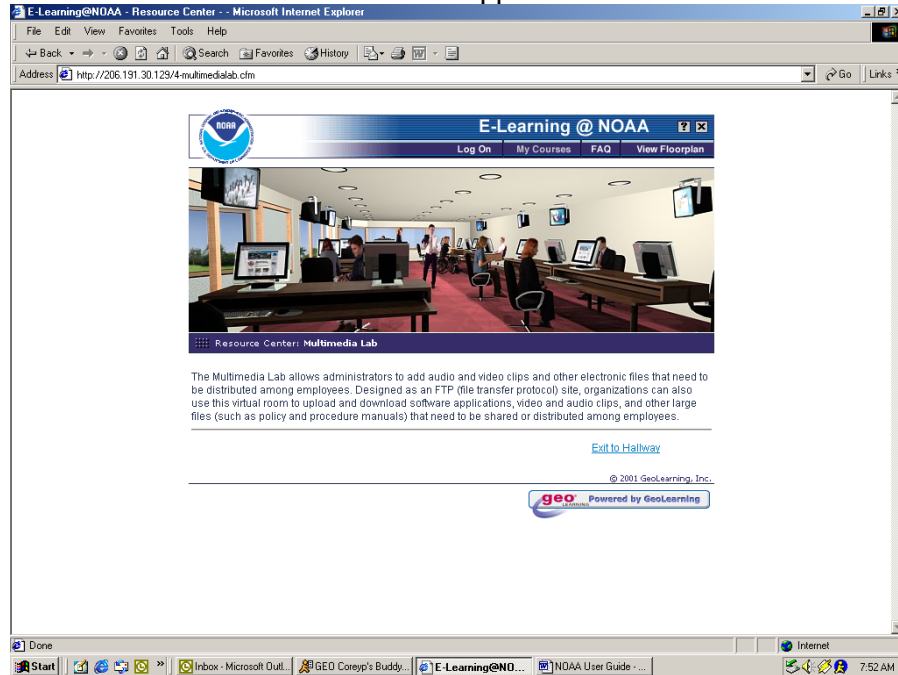 E-Learning@NOAA - Resource Center - - Microsoft Internet Explorer
File Edit View Favorites Tools Help
Back Search Favorites History
Address http://206.191.30.129/4-multimedialab.cfm Go Links
NOAA
E-Learning @ NOAA ? X
Log On My Courses FAQ View Floorplan
Resource Center: Multimedia Lab
The Multimedia Lab allows administrators to add audio and video clips and other electronic files that need to
be distributed among employees. Designed as an FTP (file transfer protocol) site, organizations can also
use this virtual room to upload and download software applications, video and audio clips, and other large
files (such as policy and procedure manuals) that need to be shared or distributed among employees.
Exit to Hallway
© 2001 GeoLearning, Inc.
geo LEARNING Powered by GeoLearning
Done Internet
Start » Inbox - Microsoft Outl... GEO Coreyp's Buddy... E-Learning@NO... NOAA User Guide - ... 7:52 AM